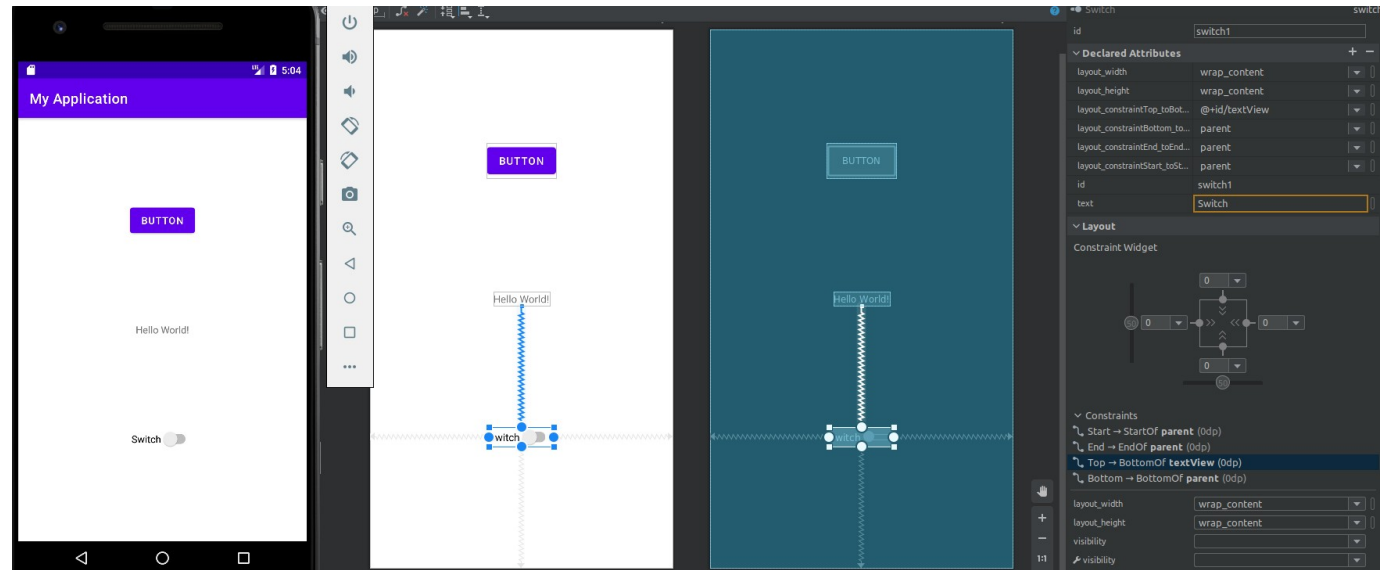 5:04
My Application
BUTTON
Hello World!
Switch
BUTTON
Hello World!
witch
BUTTON
Hello World!
witch
1:1
Switch
id
switch1
Declared Attributes
layout_width wrap_content
layout_height wrap_content
layout_constraintTop_toBot... @+id/textView
layout_constraintBottom_to... parent
layout_constraintEnd_toEnd... parent
layout_constraintStart_toSt... parent
id switch1
text Switch
Layout
Constraint Widget
0
50 0 0
0
50
Constraints
Start → StartOf parent (0dp)
End → EndOf parent (0dp)
Top → BottomOf textView (0dp)
Bottom → BottomOf parent (0dp)
layout_width wrap_content
layout_height wrap_content
visibility
visibility